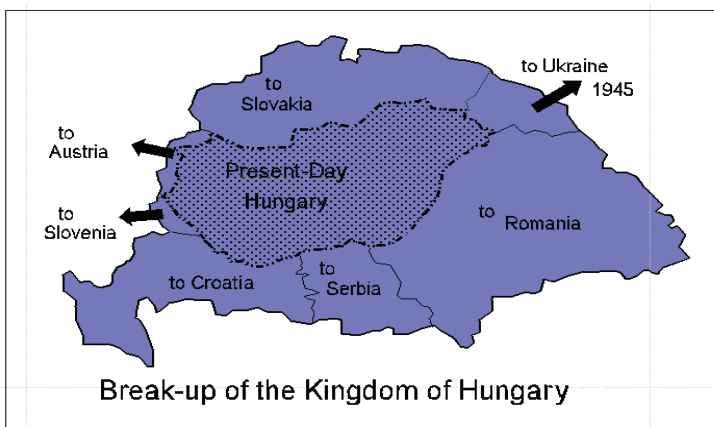 to Ukraine
1945
to
Slovakia
to
Austria
Present-Day
Hungary
to
Slovenia
to
Romania
to Croatia
to
Serbia
Break-up of the Kingdom of Hungary